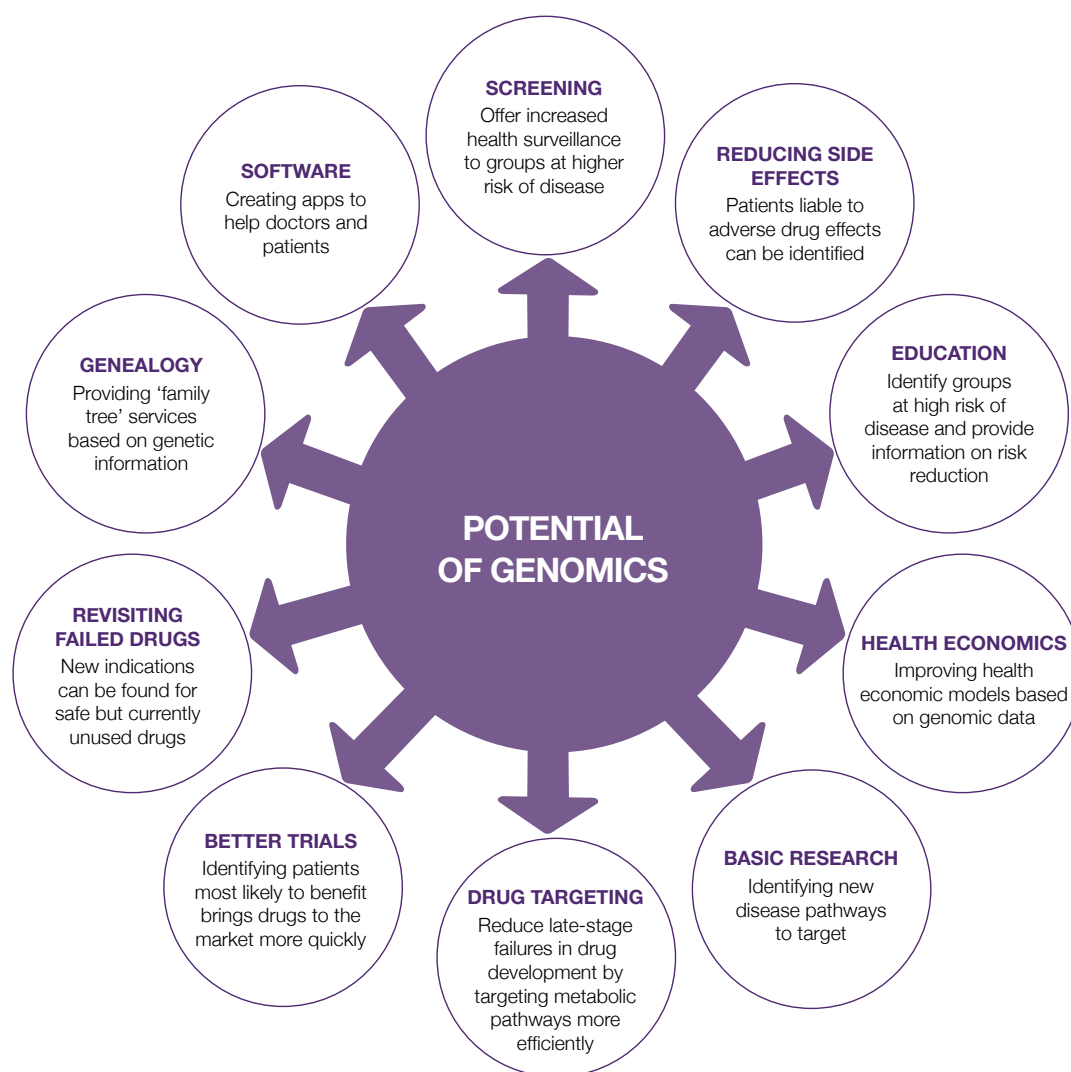 SCREENING
Offer increased
health surveillance
to groups at higher
risk of disease
REDUCING SIDE
EFFECTS
Patients liable to
adverse drug effects
can be identified
EDUCATION
Identify groups
at high risk of
disease and provide
information on risk
reduction
HEALTH ECONOMICS
Improving health
economic models based
on genomic data
BASIC RESEARCH
Identifying new
disease pathways
to target
DRUG TARGETING
Reduce late-stage
failures in drug
development by
targeting metabolic
pathways more
efficiently
BETTER TRIALS
Identifying patients
most likely to benefit
brings drugs to the
market more quickly
REVISITING
FAILED DRUGS
New indications
can be found for
safe but currently
unused drugs
GENEALOGY
Providing ‘family
tree’ services
based on genetic
information
SOFTWARE
Creating apps to
help doctors and
patients
POTENTIAL
OF GENOMICS